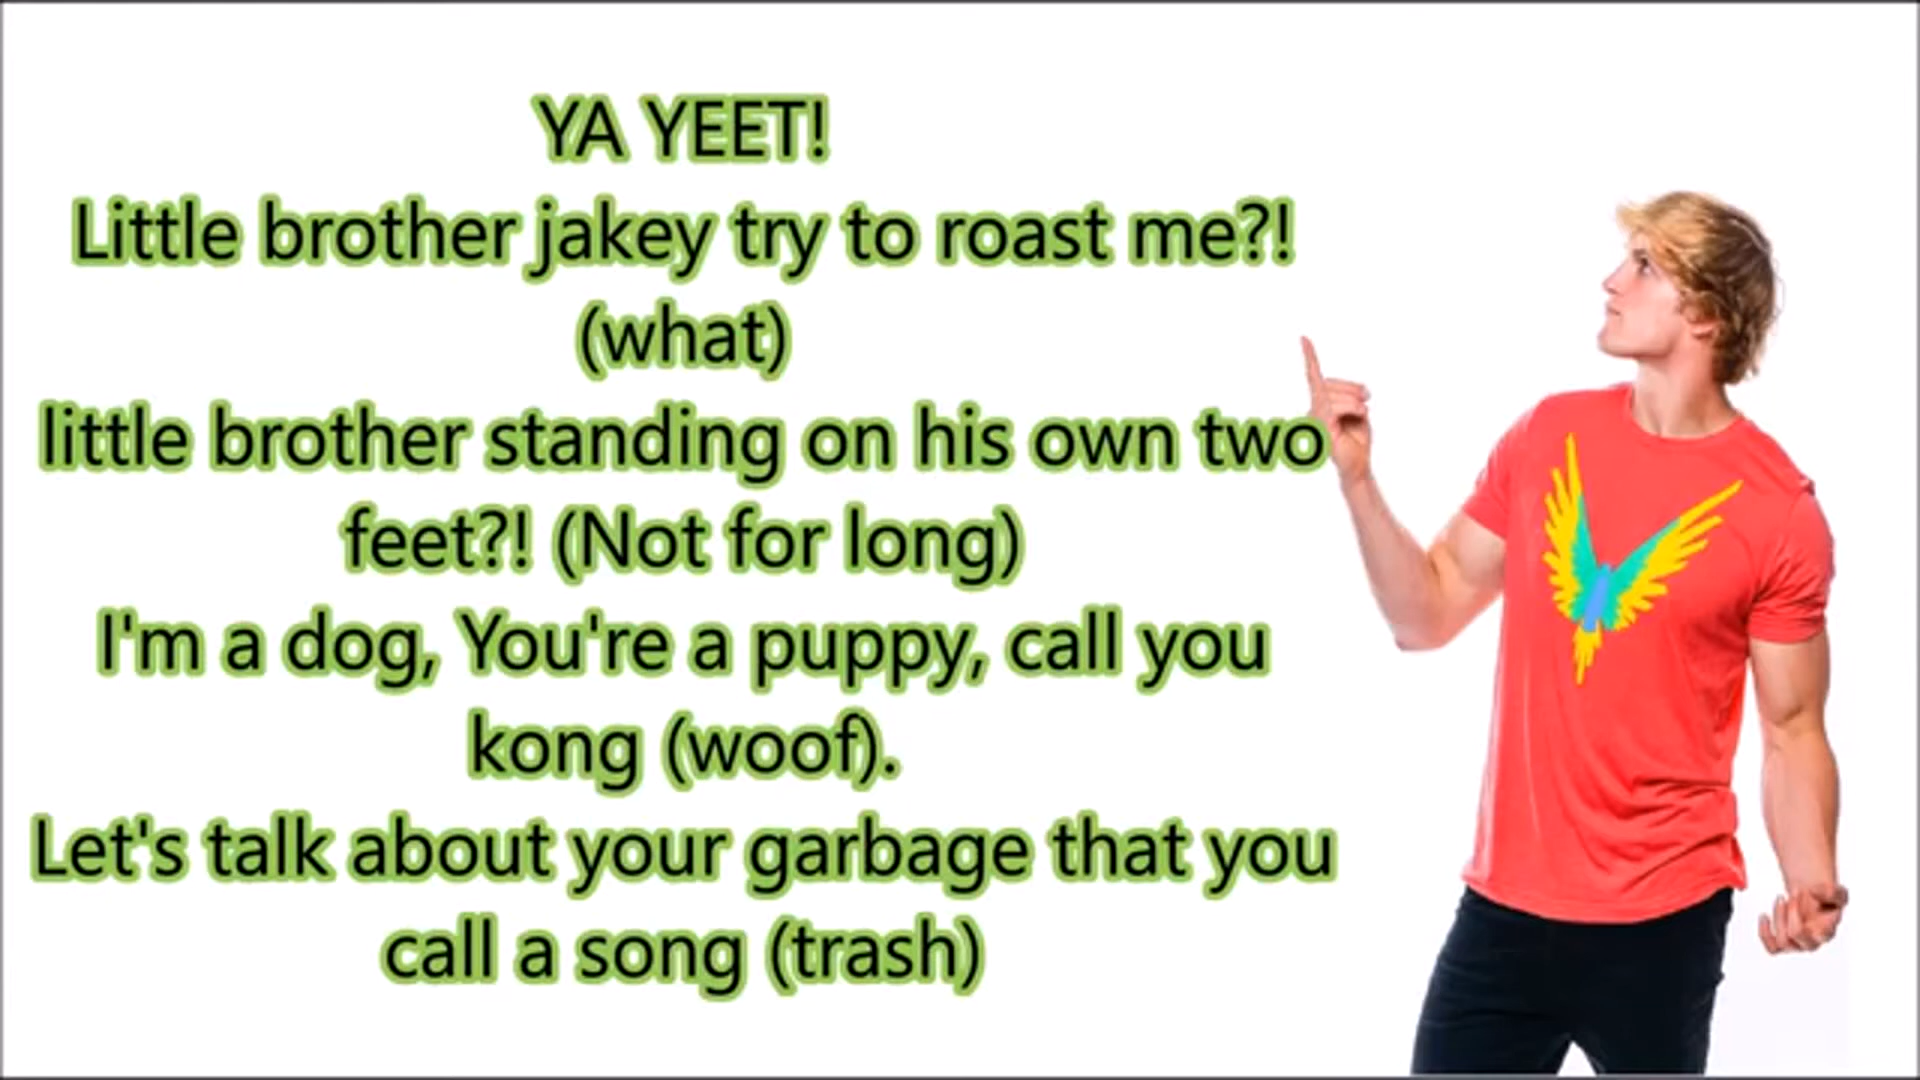 YA YEET!
Little brother jakey try to roast me?!
(what)
little brother standing on his own two
feet?! (Not for long)
I'm a dog, You're a puppy, call you
kong (woof).
Let's talk about your garbage that you
call a song (trash)